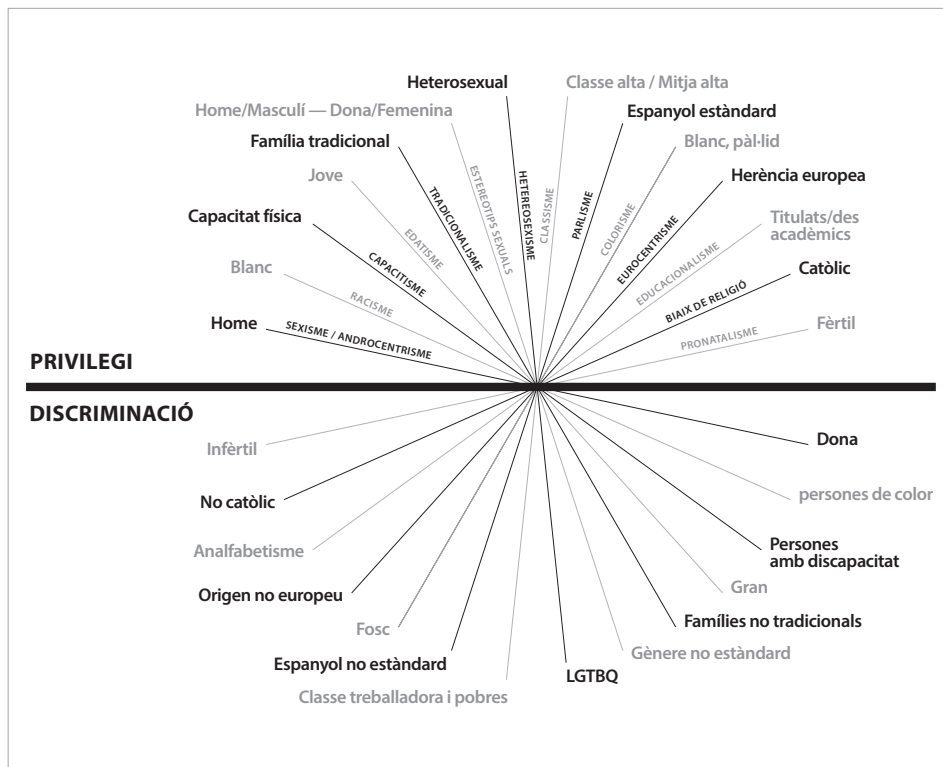 Heterosexual
Classe alta / Mitja alta
Home/Masculí — Dona/Femenina
Espanyol estàndard
Família tradicional
Blanc, pàl·lid
Jove
Herència europea
Capacitat física
Titulats/des
acadèmics
Blanc
Catòlic
Home
Fèrtil
SEXISME / ANDROCENTRISME
RACISME
CAPACITISME
EDATISME
TRADICIONALISME
ESTEREOTIPS SEXUALS
HETEREOSEXISME
CLASSISME
PARLISME
COLORISME
EUROCENTRISME
EDUCACIONALISME
BIAIX DE RELIGIÓ
PRONATALISME
PRIVILEGI
DISCRIMINACÓ
Infèrtil
Dona
No catòlic
persones de color
Analfabetisme
Persones
amb discapacitat
Origen no europeu
Gran
Fosc
Famílies no tradicionals
Espanyol no estàndard
Gènere no estàndard
Classe treballadora i pobres
LGTBQ